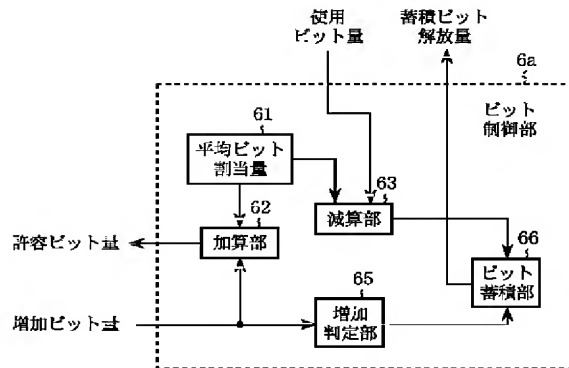 使用
ビット量
蓄積ビット
解放量
6a
ビット
制御部
61
平均ビット
割当量
62
加算部
63
減算部
許容ビット量
66
ビット
蓄積部
65
増加
判定部
増加ビット量